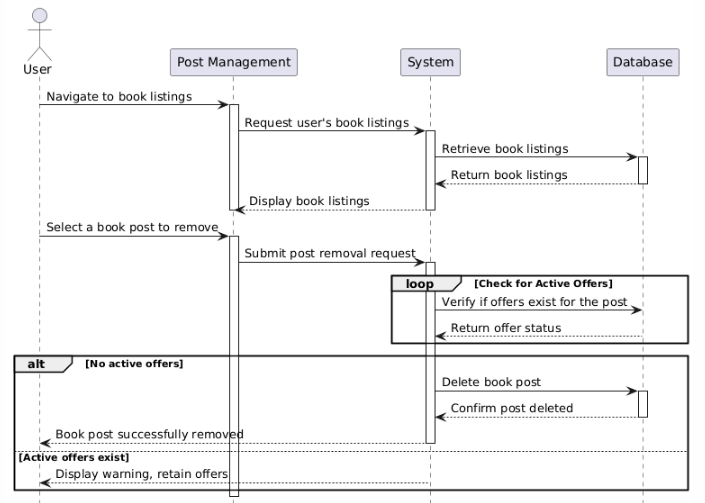 User
Post Management
System
Database
Navigate to book listings
Request user's book listings
Retrieve book listings
Return book listings
Display book listings
Select a book post to remove
Submit post removal request
loop [Check for Active Offers]
Verify if offers exist for the post
Return offer status
alt [No active offers]
Delete book post
Confirm post deleted
Book post successfully removed
[Active offers exist]
Display warning, retain offers